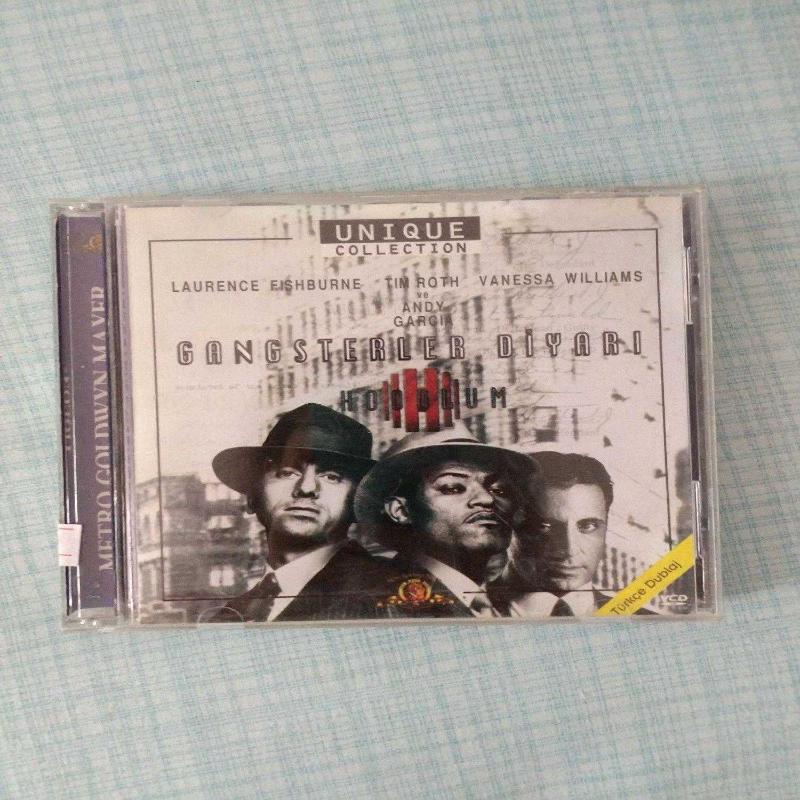 UNIQUE
COLLECTION
LAURENCE FISHBURNE TIM ROTH VANESSA WILLIAMS
ve
ANDY
GARCIA
GANGSTERLER DİYARI
HOODLUM
Türkçe Dublaj
VCD
METRO GOLDWYN MAYER